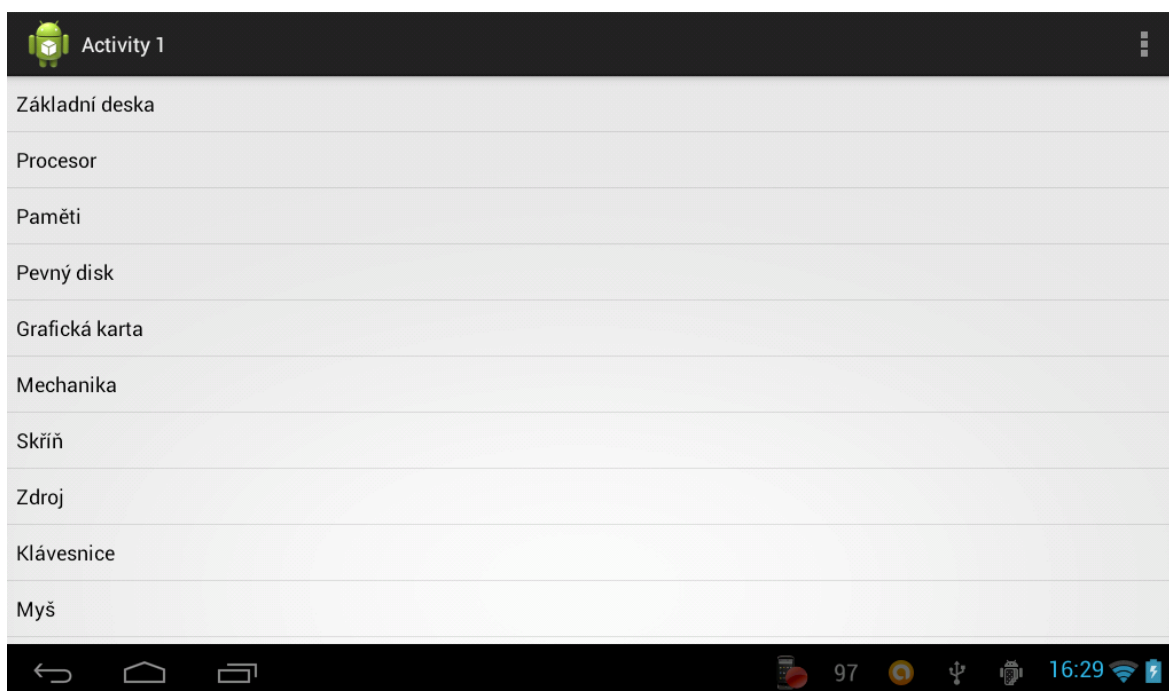 Activity 1
Základní deska
Procesor
Paměti
Pevný disk
Grafická karta
Mechanika
Skříň
Zdroj
Klávesnice
Myš
97
16:29